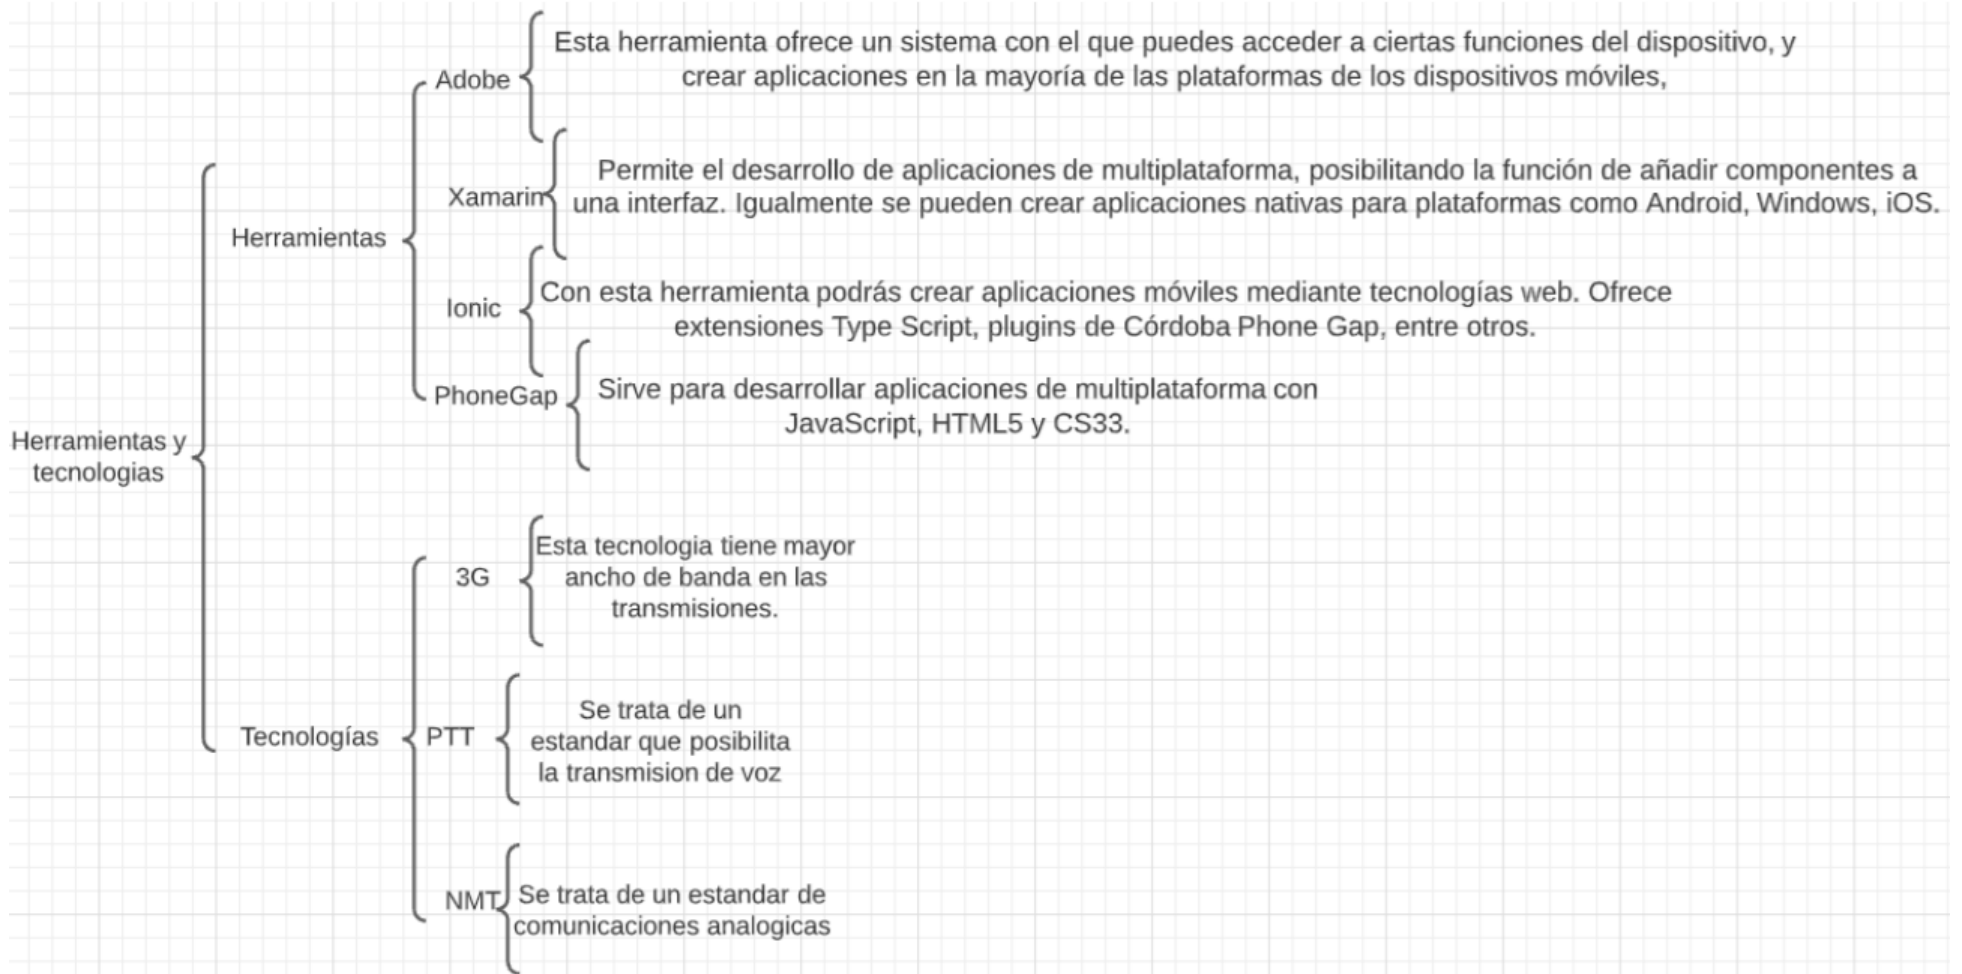 Herramientas y
tecnologias
Herramientas
Adobe
Esta herramienta ofrece un sistema con el que puedes acceder a ciertas funciones del dispositivo, y
crear aplicaciones en la mayoría de las plataformas de los dispositivos móviles,
Xamarin
Permite el desarrollo de aplicaciones de multiplataforma, posibilitando la función de añadir componentes a
una interfaz. Igualmente se pueden crear aplicaciones nativas para plataformas como Android, Windows, iOS.
Ionic
Con esta herramienta podrás crear aplicaciones móviles mediante tecnologías web. Ofrece
extensiones Type Script, plugins de Córdoba Phone Gap, entre otros.
PhoneGap
Sirve para desarrollar aplicaciones de multiplataforma con
JavaScript, HTML5 y CS33.
Tecnologías
3G
Esta tecnologia tiene mayor
ancho de banda en las
transmisiones.
PTT
Se trata de un
estandar que posibilita
la transmision de voz
NMT
Se trata de un estandar de
comunicaciones analogicas